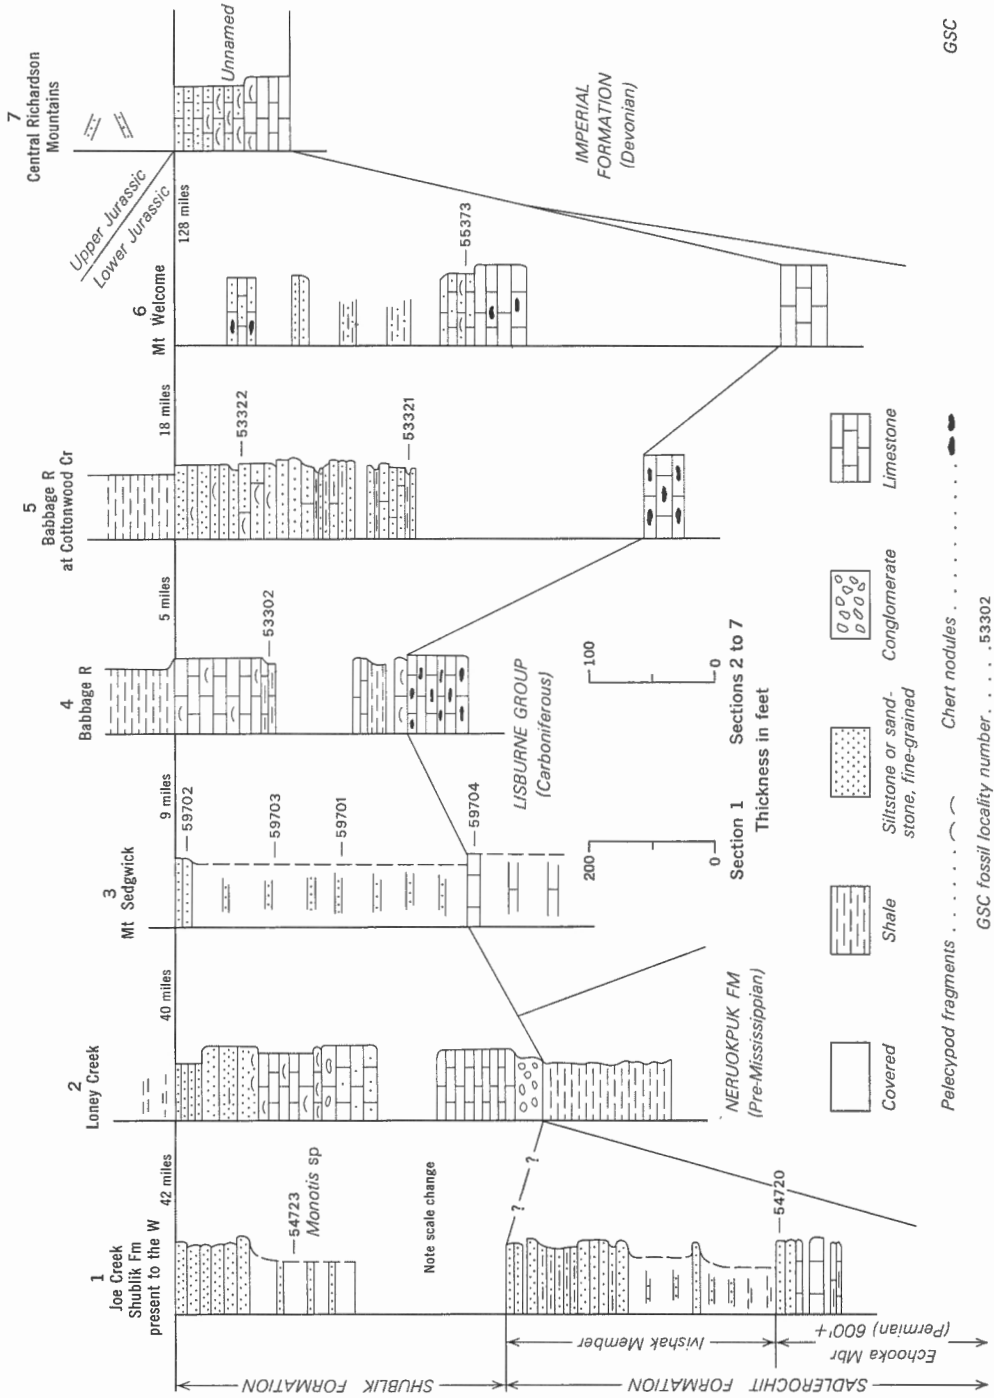 1
Joe Creek
Shublik Fm
present to the W
42 miles
2
Loney Creek
40 miles
3
Mt Sedgwick
9 miles
4
Babbage R
5 miles
5
Babbage R
at Cottonwood Cr
18 miles
6
Mt Welcome
128 miles
7
Central Richardson
Mountains
Upper Jurassic
Lower Jurassic
Unnamed
54723
Monotis sp
Note scale change
? ?
54720
59702
59703
59701
59704
53302
53322
53321
55373
SHUBLIK FORMATION
SADLEROCHIT FORMATION
Ivishak Member
Echooka Mbr
(Permian) 600'+
NERUOKPUK FM
(Pre-Mississippian)
LISBURNE GROUP
(Carboniferous)
IMPERIAL
FORMATION
(Devonian)
200
0
100
0
Section 1 Sections 2 to 7
Thickness in feet
Covered
Shale
Siltstone or sand-
stone, fine-grained
Conglomerate
Limestone
Pelecypod fragments . . . . . .
Chert nodules . . . . . . . . . . . .
GSC fossil locality number. . . . .53302
GSC